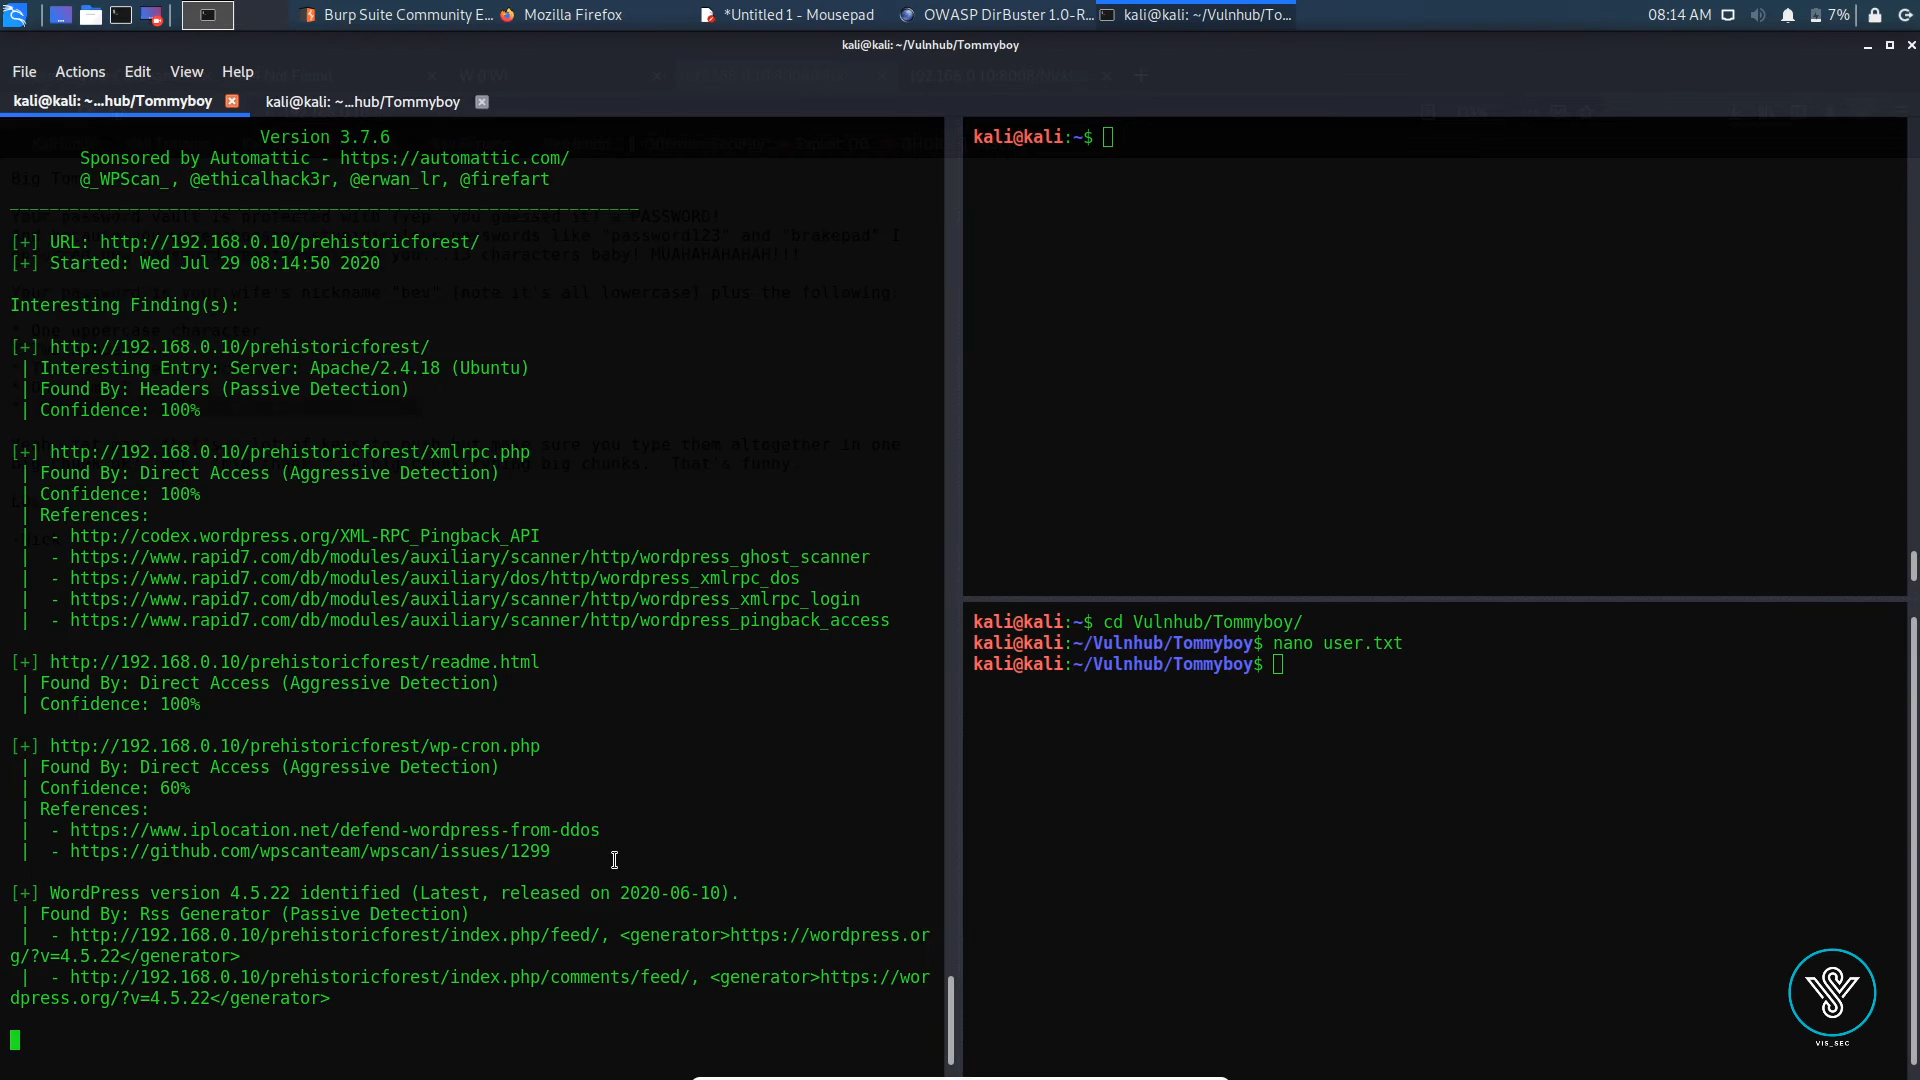 Burp Suite Community E...
Mozilla Firefox
*Untitled 1 - Mousepad
OWASP DirBuster 1.0-R...
kali@kali: ~/Vulnhub/To...
08:14 AM
7%
kali@kali: ~/Vulnhub/Tommyboy
File Actions Edit View Help
kali@kali: ~...hub/Tommyboy
kali@kali: ~...hub/Tommyboy
Version 3.7.6
Sponsored by Automattic - https://automattic.com/
@_WPScan_, @ethicalhack3r, @erwan_lr, @firefart
_______________________________________________________________
[+] URL: http://192.168.0.10/prehistoricforest/
[+] Started: Wed Jul 29 08:14:50 2020
Interesting Finding(s):
[+] http://192.168.0.10/prehistoricforest/
| Interesting Entry: Server: Apache/2.4.18 (Ubuntu)
| Found By: Headers (Passive Detection)
| Confidence: 100%
[+] http://192.168.0.10/prehistoricforest/xmlrpc.php
| Found By: Direct Access (Aggressive Detection)
| Confidence: 100%
| References:
| - http://codex.wordpress.org/XML-RPC_Pingback_API
| - https://www.rapid7.com/db/modules/auxiliary/scanner/http/wordpress_ghost_scanner
| - https://www.rapid7.com/db/modules/auxiliary/dos/http/wordpress_xmlrpc_dos
| - https://www.rapid7.com/db/modules/auxiliary/scanner/http/wordpress_xmlrpc_login
| - https://www.rapid7.com/db/modules/auxiliary/scanner/http/wordpress_pingback_access
[+] http://192.168.0.10/prehistoricforest/readme.html
| Found By: Direct Access (Aggressive Detection)
| Confidence: 100%
[+] http://192.168.0.10/prehistoricforest/wp-cron.php
| Found By: Direct Access (Aggressive Detection)
| Confidence: 60%
| References:
| - https://www.iplocation.net/defend-wordpress-from-ddos
| - https://github.com/wpscanteam/wpscan/issues/1299
[+] WordPress version 4.5.22 identified (Latest, released on 2020-06-10).
| Found By: Rss Generator (Passive Detection)
| - http://192.168.0.10/prehistoricforest/index.php/feed/, <generator>https://wordpress.or
g/?v=4.5.22</generator>
| - http://192.168.0.10/prehistoricforest/index.php/comments/feed/, <generator>https://wor
dpress.org/?v=4.5.22</generator>
kali@kali:~$
kali@kali:~$ cd Vulnhub/Tommyboy/
kali@kali:~/Vulnhub/Tommyboy$ nano user.txt
kali@kali:~/Vulnhub/Tommyboy$
VIS_SEC